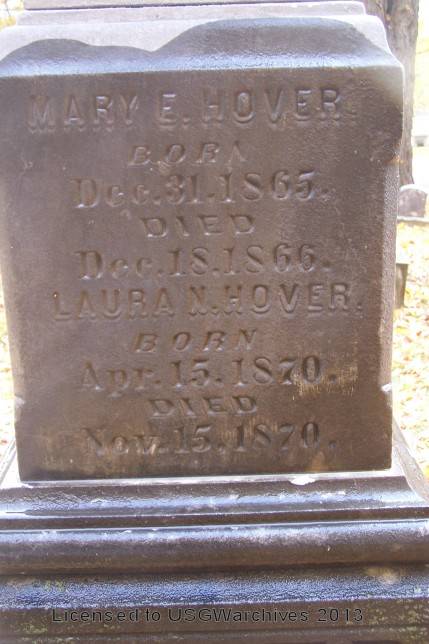 MARY E. HOVER.
BORN
Dec. 31. 1865.
DIED
Dec. 18. 1866.
LAURA N. HOVER.
BORN
Apr. 15. 1870.
DIED
Nov. 15. 1870.
Licensed to USGWarchives 2013